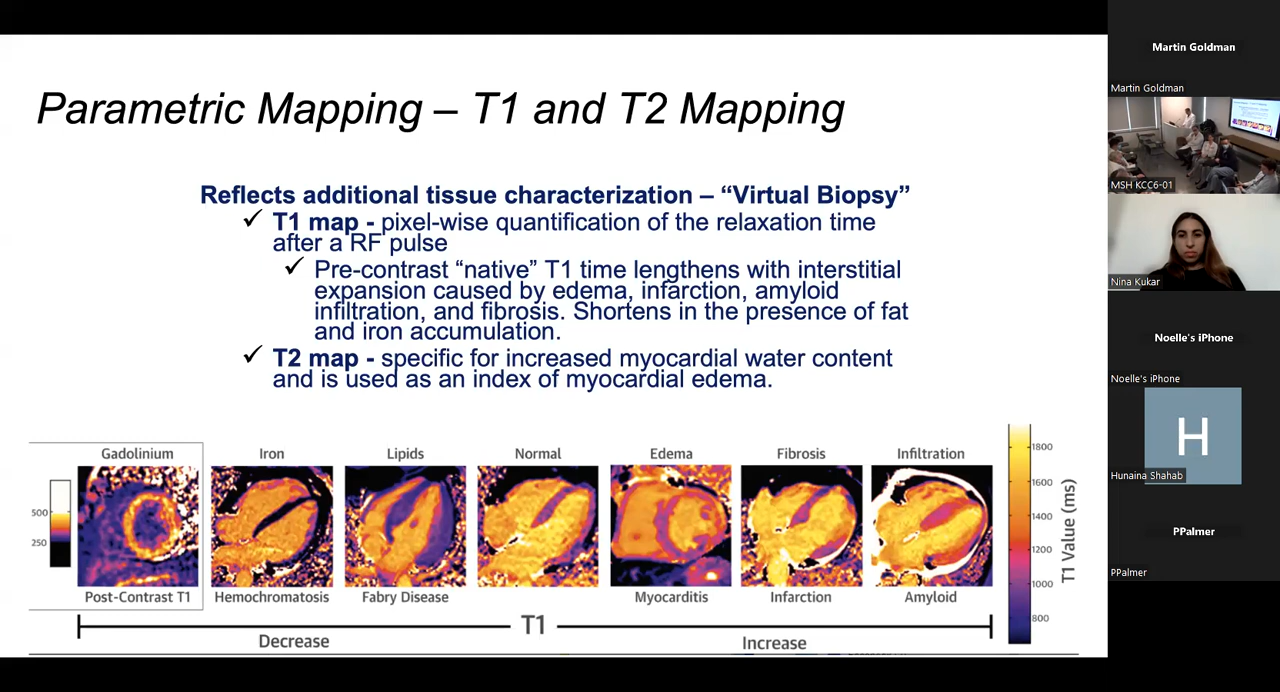 Parametric Mapping – T1 and T2 Mapping
Reflects additional tissue characterization – “Virtual Biopsy”
T1 map - pixel-wise quantification of the relaxation time
after a RF pulse
Pre-contrast “native” T1 time lengthens with interstitial
expansion caused by edema, infarction, amyloid
infiltration, and fibrosis. Shortens in the presence of fat
and iron accumulation.
T2 map - specific for increased myocardial water content
and is used as an index of myocardial edema.
Gadolinium
Iron
Lipids
Normal
Edema
Fibrosis
Infiltration
500
250
1800
1600
1400
1200
1000
800
T1 Value (ms)
Post-Contrast T1
Hemochromatosis
Fabry Disease
Myocarditis
Infarction
Amyloid
T1
Decrease
Increase
Martin Goldman
Martin Goldman
MSH KCC6-01
Nina Kukar
Noelle's iPhone
Noelle's iPhone
H
Hunaina Shahab
PPalmer
PPalmer